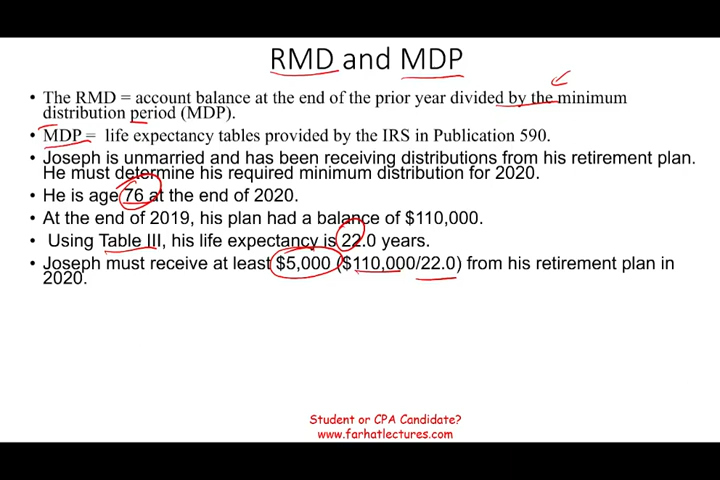 RMD and MDP
• The RMD = account balance at the end of the prior year divided by the minimum
distribution period (MDP).
• MDP = life expectancy tables provided by the IRS in Publication 590.
• Joseph is unmarried and has been receiving distributions from his retirement plan.
He must determine his required minimum distribution for 2020.
• He is age 76 at the end of 2020.
• At the end of 2019, his plan had a balance of $110,000.
• Using Table III, his life expectancy is 22.0 years.
• Joseph must receive at least $5,000 ($110,000/22.0) from his retirement plan in
2020.
Student or CPA Candidate?
www.farhatlectures.com